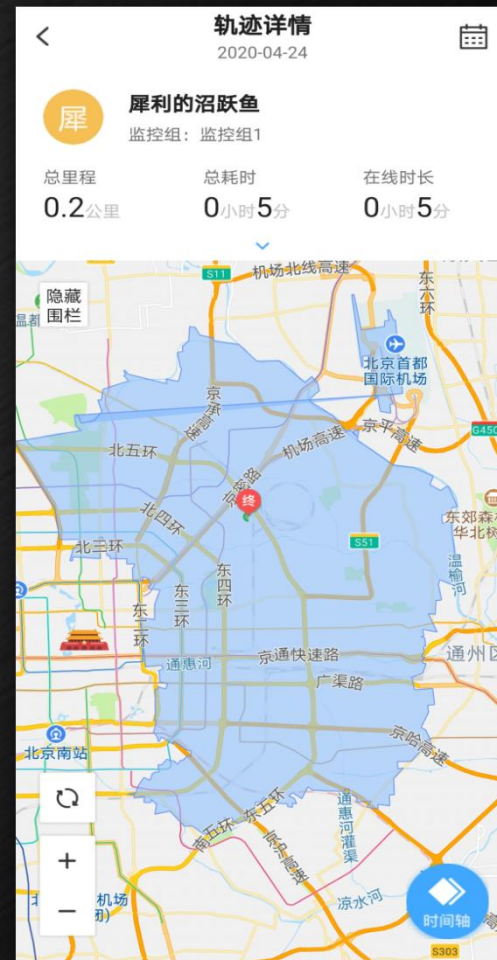 轨迹详情
2020-04-24
犀
犀利的沼跃鱼
监控组：监控组1
总里程
总耗时
在线时长
0.2公里
0小时5分
0小时5分
S11
机场北线高速
东六环
隐藏
围栏
温都
北京首都
国际机场
京承高速
京平高速
G450
机场高速
北五环
京密路
终
北四环
S51
东郊森
华北树
北三环
温榆河
东四环
东三环
东二环
通惠河
京通快速路
通州区
广渠路
京哈高速
北京南站
东五环
南五环
京沪高速
通惠河灌渠
机场
凉水河
时间轴
S303